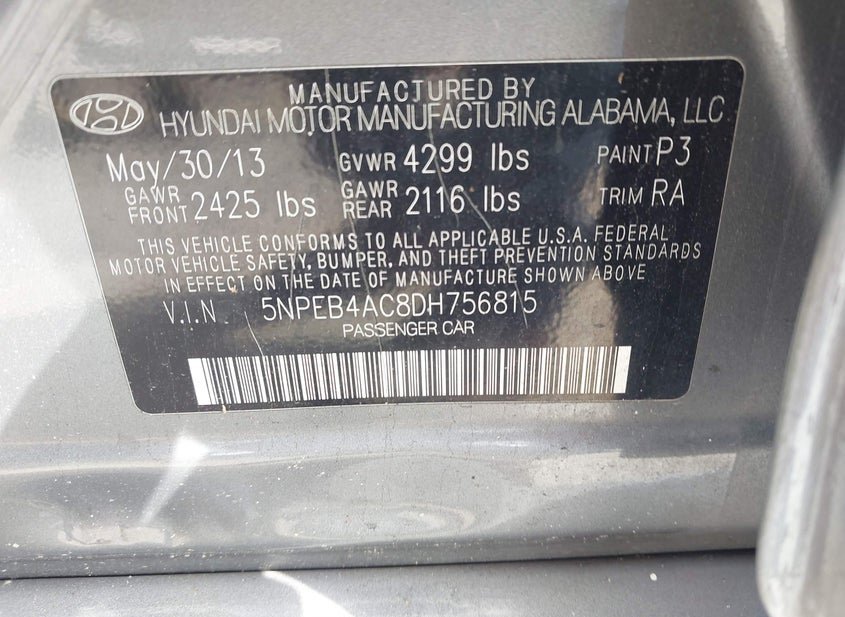 MANUFACTURED BY
HYUNDAI MOTOR MANUFACTURING ALABAMA, LLC
May/30/13 GVWR 4299 lbs PAINT P3
GAWR FRONT 2425 lbs GAWR REAR 2116 lbs TRIM RA
THIS VEHICLE CONFORMS TO ALL APPLICABLE U.S.A. FEDERAL
MOTOR VEHICLE SAFETY, BUMPER, AND THEFT PREVENTION STANDARDS
IN EFFECT ON THE DATE OF MANUFACTURE SHOWN ABOVE
V.I.N 5NPEB4AC8DH756815
PASSENGER CAR